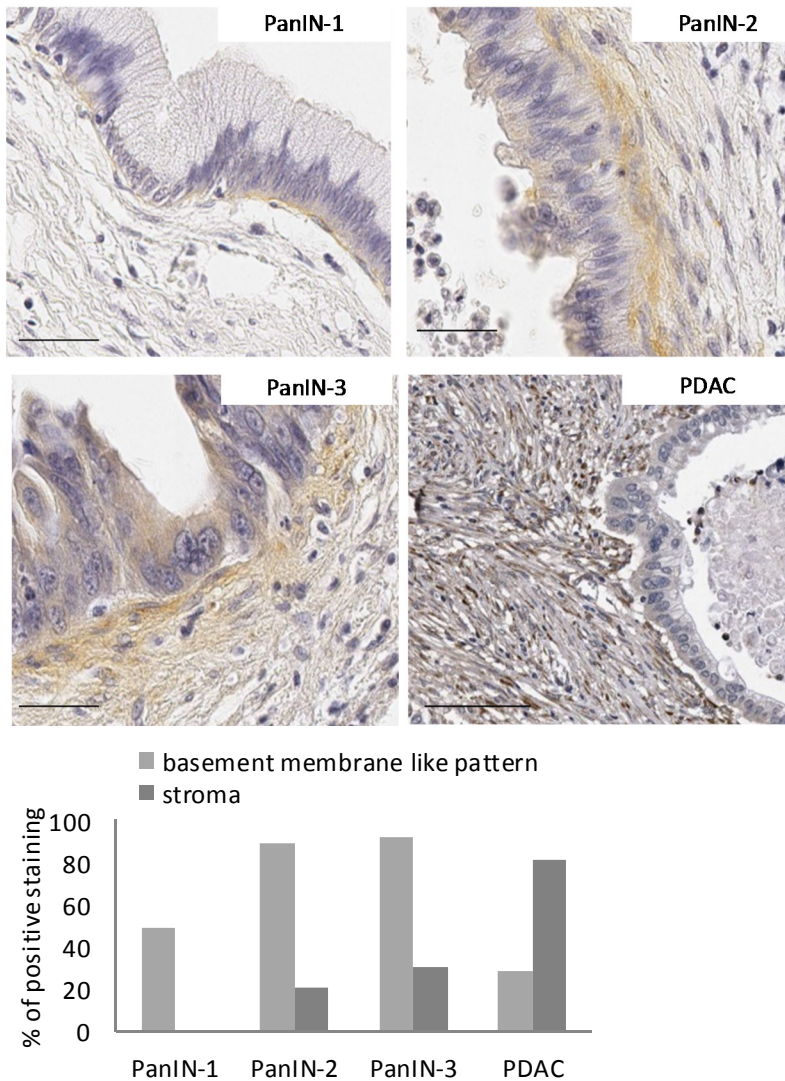 PanIN-1
PanIN-2
PanIN-3
PDAC
basement membrane like pattern
stroma
% of positive staining
100
80
60
40
20
0
PanIN-1 PanIN-2 PanIN-3 PDAC